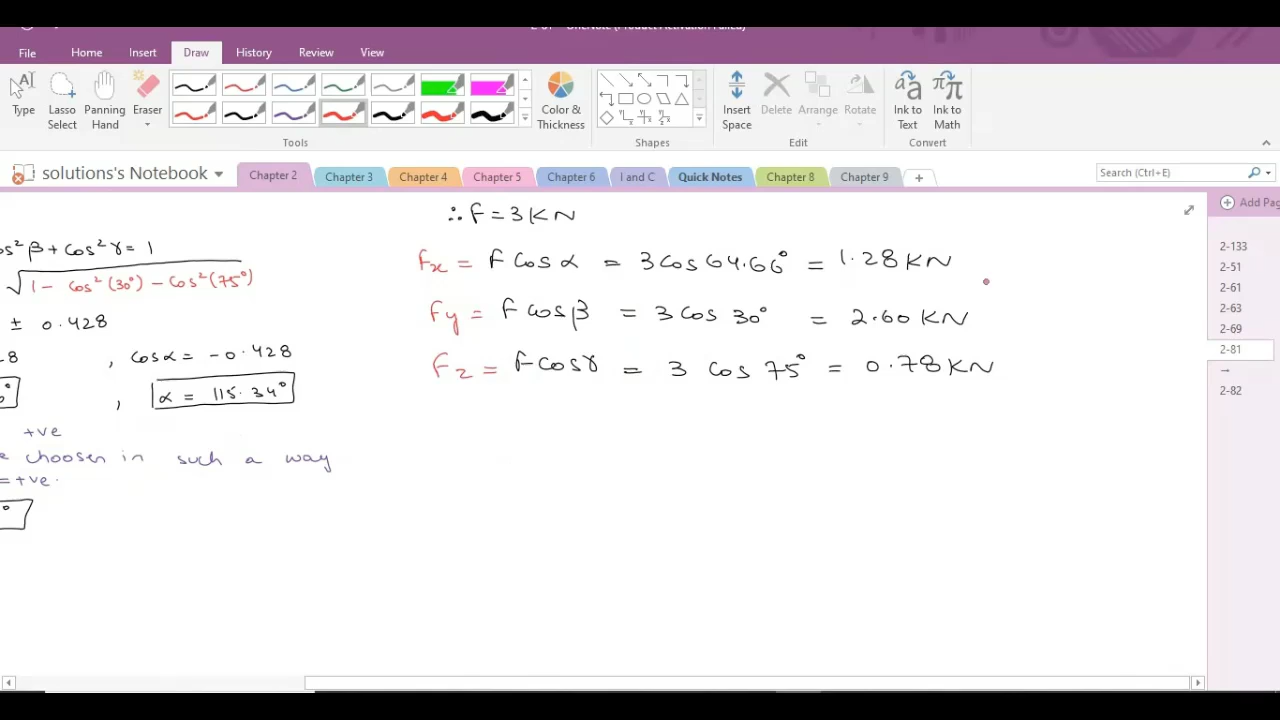 File Home Insert Draw History Review View
Type Lasso Select Panning Hand Eraser Color & Thickness Insert Space Delete Arrange Rotate Ink to Text Ink to Math
Tools Shapes Edit Convert
solutions's Notebook Chapter 2 Chapter 3 Chapter 4 Chapter 5 Chapter 6 I and C Quick Notes Chapter 8 Chapter 9 + Search (Ctrl+E)
Add Pag
2-133
2-51
2-61
2-63
2-69
2-81
→
2-82
os² β + cos² γ = 1
√1 - cos² (30°) - cos² (75°)
± 0.428
8 , cosα = -0.428
° , α = 115.34°
+ve
choosen in such a way
= +ve.
°
∴ F = 3 KN
Fx = F cosα = 3 cos 64.66° = 1.28 KN
Fy = F cosβ = 3 cos 30° = 2.60 KN
Fz = F cosγ = 3 cos 75° = 0.78 KN